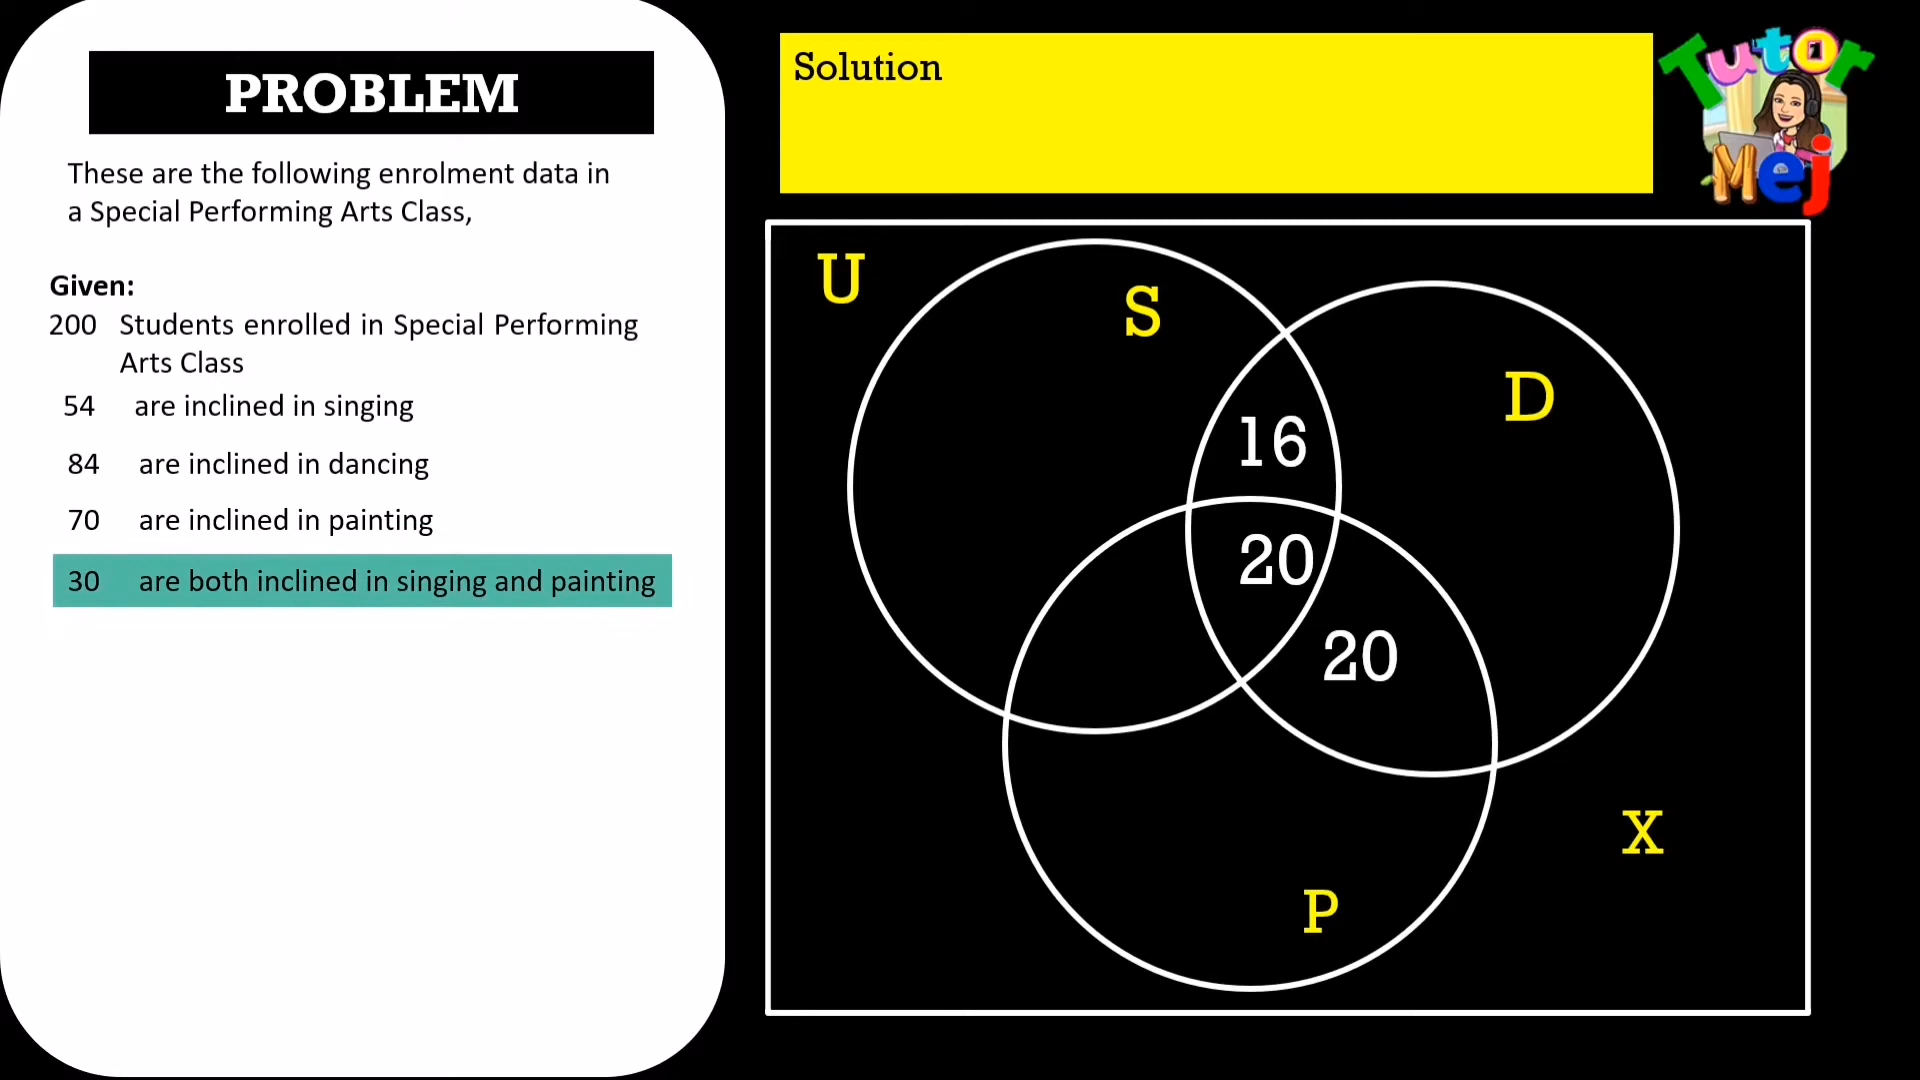 PROBLEM
These are the following enrolment data in
a Special Performing Arts Class,
Given:
200 Students enrolled in Special Performing
Arts Class
54 are inclined in singing
84 are inclined in dancing
70 are inclined in painting
30 are both inclined in singing and painting
Solution
Tutor
Mej
U
S
D
16
20
20
X
P